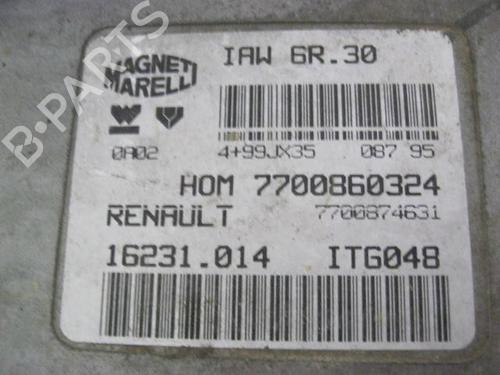 MAGNETI
MARELLI
IAW 6R.30
0A02 4+99JX35 087 95
HOM 7700860324
RENAULT 7700874631
16231.014 ITG048
B-PARTS